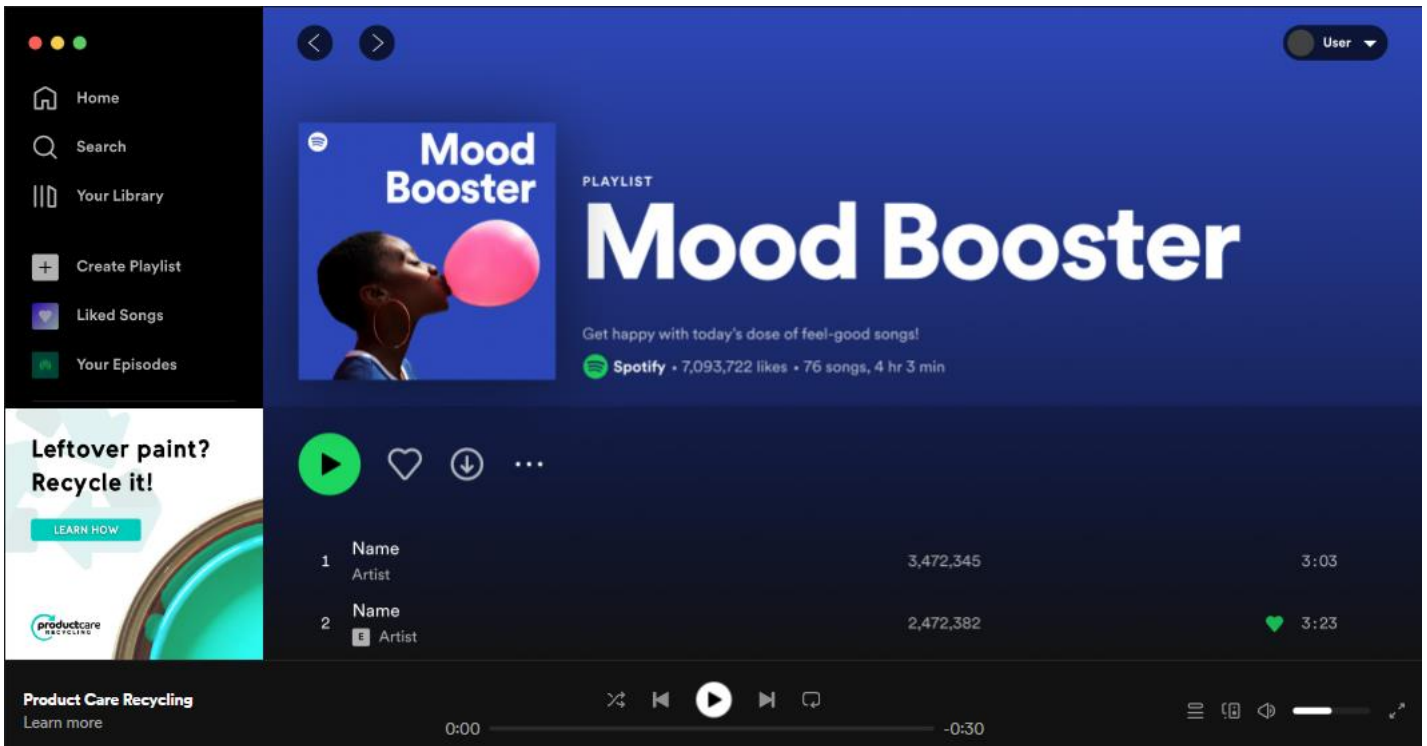 User
Home
Search
Your Library
Create Playlist
Liked Songs
Your Episodes
Mood
Booster
PLAYLIST
Mood Booster
Get happy with today's dose of feel-good songs!
Spotify • 7,093,722 likes • 76 songs, 4 hr 3 min
Leftover paint?
Recycle it!
LEARN HOW
productcare
RECYCLING
1 Name 3,472,345 3:03
Artist
2 Name 2,472,382 3:23
E Artist
Product Care Recycling
Learn more
0:00 -0:30